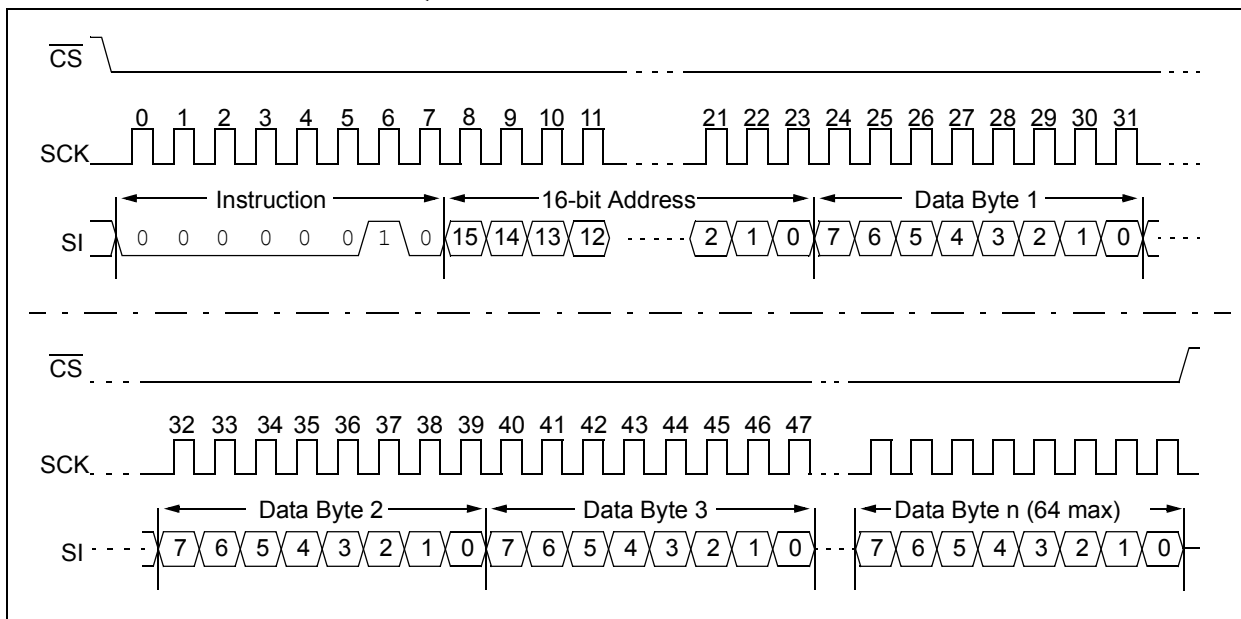 CS
0 1 2 3 4 5 6 7 8 9 10 11 21 22 23 24 25 26 27 28 29 30 31
SCK
Instruction 16-bit Address Data Byte 1
SI 0 0 0 0 0 0 1 0 15 14 13 12 2 1 0 7 6 5 4 3 2 1 0
CS
32 33 34 35 36 37 38 39 40 41 42 43 44 45 46 47
SCK
Data Byte 2 Data Byte 3 Data Byte n (64 max)
SI 7 6 5 4 3 2 1 0 7 6 5 4 3 2 1 0 7 6 5 4 3 2 1 0